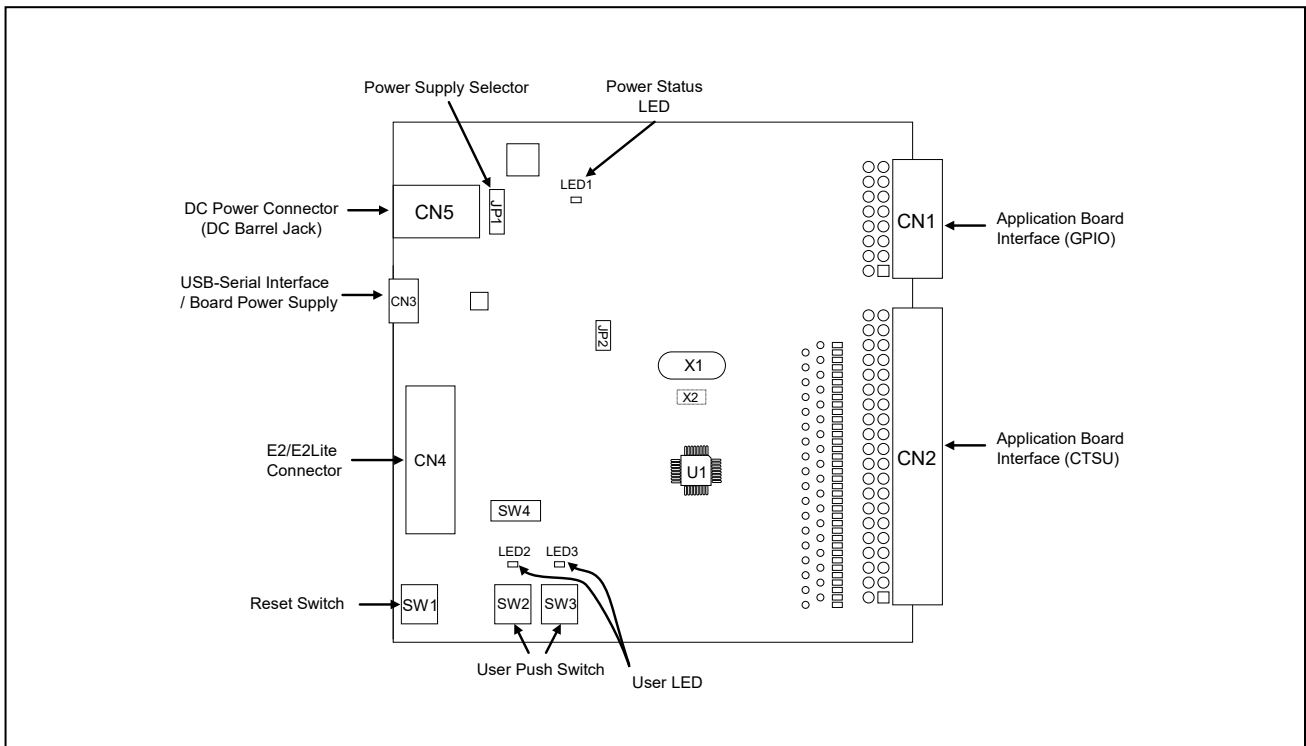 Power Supply Selector
Power Status
LED
LED1
DC Power Connector
(DC Barrel Jack)
CN5
JP1
CN1
Application Board
Interface (GPIO)
USB-Serial Interface
/ Board Power Supply
CN3
JP2
X1
X2
E2/E2Lite
Connector
CN4
U1
CN2
Application Board
Interface (CTSU)
SW4
LED2
LED3
Reset Switch
SW1
SW2
SW3
User Push Switch
User LED